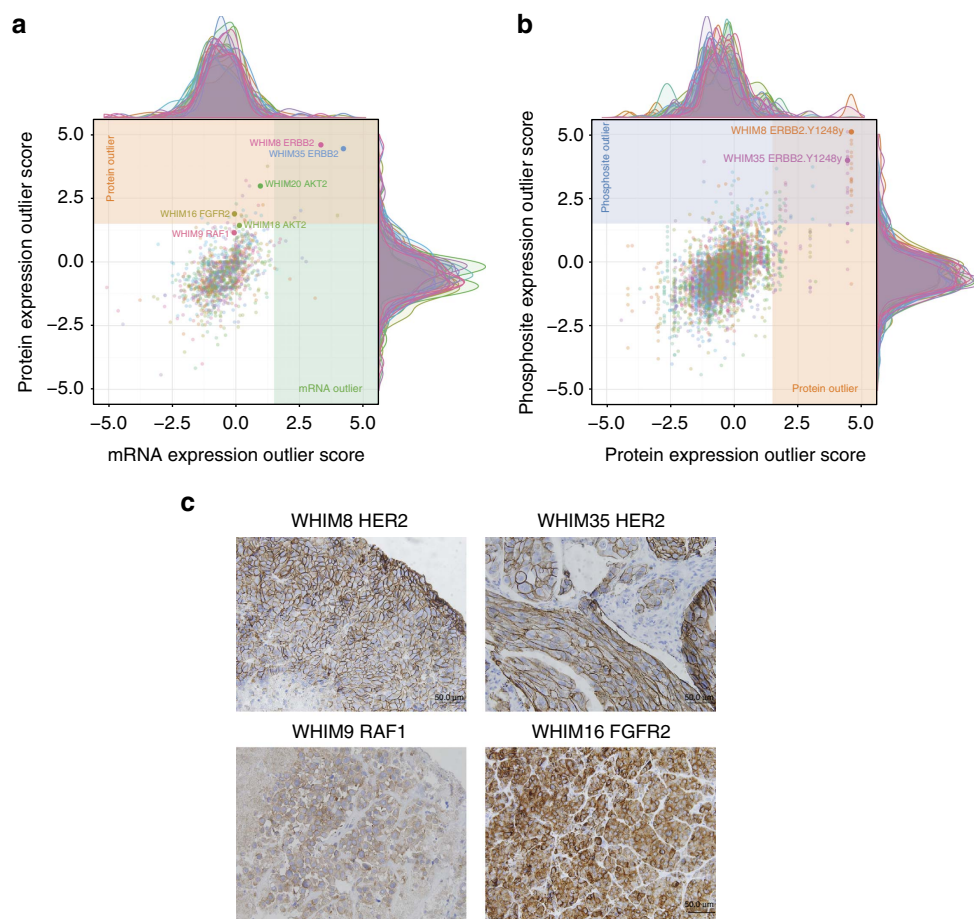 a
5.0
2.5
0.0
−2.5
−5.0
Protein expression outlier score
Protein outlier
WHIM8 ERBB2
WHIM35 ERBB2
WHIM20 AKT2
WHIM16 FGFR2
WHIM18 AKT2
WHIM9 RAF1
mRNA outlier
−5.0 −2.5 0.0 2.5 5.0
mRNA expression outlier score
b
5.0
2.5
0.0
−2.5
−5.0
Phosphosite expression outlier score
Phosphosite outlier
WHIM8 ERBB2.Y1248y
WHIM35 ERBB2.Y1248y
Protein outlier
−5.0 −2.5 0.0 2.5 5.0
Protein expression outlier score
c
WHIM8 HER2
50.0 µm
WHIM35 HER2
50.0 µm
WHIM9 RAF1
50.0 µm
WHIM16 FGFR2
50.0 µm